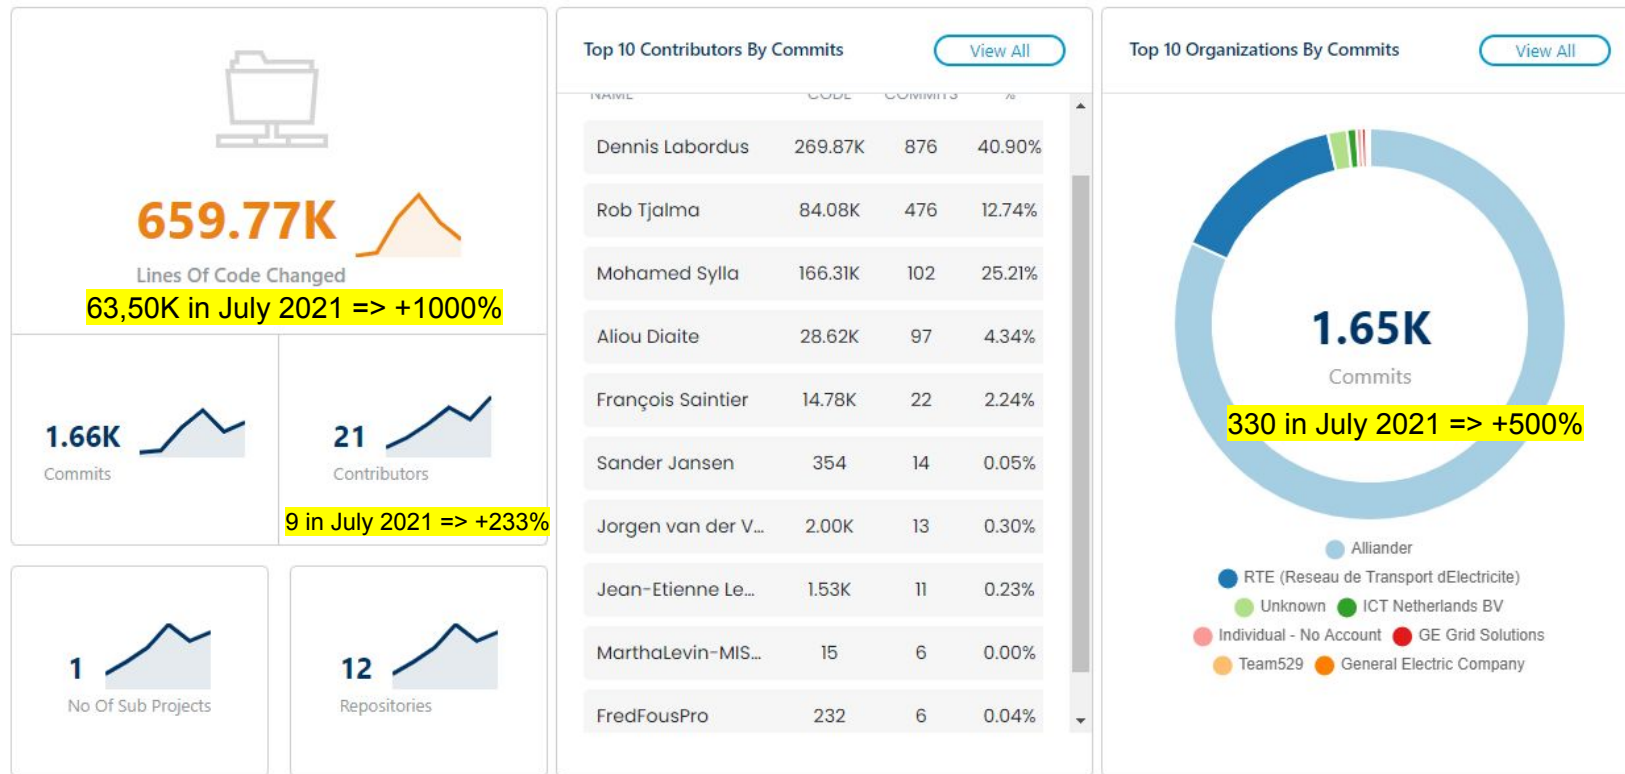 659.77K
Lines Of Code Changed
63,50K in July 2021 => +1000%
1.66K
Commits
21
Contributors
9 in July 2021 => +233%
1
No Of Sub Projects
12
Repositories
Top 10 Contributors By Commits
View All
NAME CODE COMMITS %
Dennis Labordus 269.87K 876 40.90%
Rob Tjalma 84.08K 476 12.74%
Mohamed Sylla 166.31K 102 25.21%
Aliou Diaite 28.62K 97 4.34%
François Saintier 14.78K 22 2.24%
Sander Jansen 354 14 0.05%
Jorgen van der V... 2.00K 13 0.30%
Jean-Etienne Le... 1.53K 11 0.23%
MarthaLevin-MIS... 15 6 0.00%
FredFousPro 232 6 0.04%
Top 10 Organizations By Commits
View All
1.65K
Commits
330 in July 2021 => +500%
Alliander
RTE (Reseau de Transport dElectricite)
Unknown ICT Netherlands BV
Individual - No Account GE Grid Solutions
Team529 General Electric Company